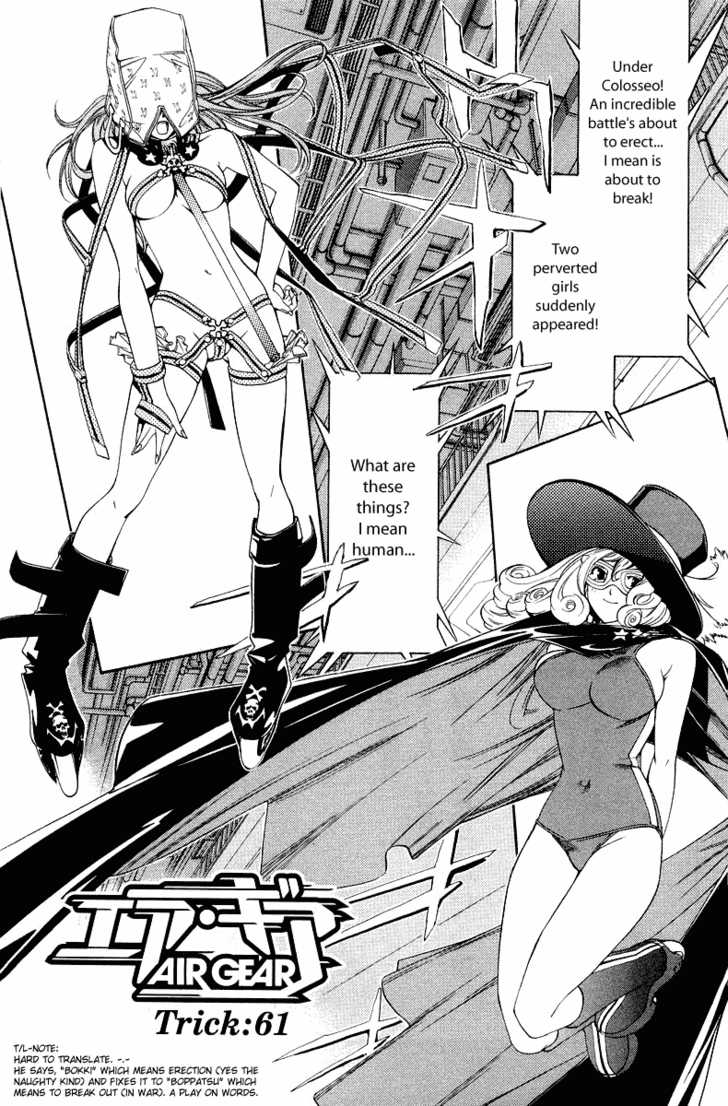 Under
Colosseo!
An incredible
battle's about
to erect...
I mean is
about to
break!
Two
perverted
girls
suddenly
appeared!
What are
these
things?
I mean
human...
エア・ギア
AIR GEAR
Trick:61
T/L-NOTE:
HARD TO TRANSLATE. -.-
HE SAYS, "BOKKI" WHICH MEANS ERECTION (YES THE
NAUGHTY KIND) AND FIXES IT TO "BOPPATSU" WHICH
MEANS TO BREAK OUT (IN WAR). A PLAY ON WORDS.